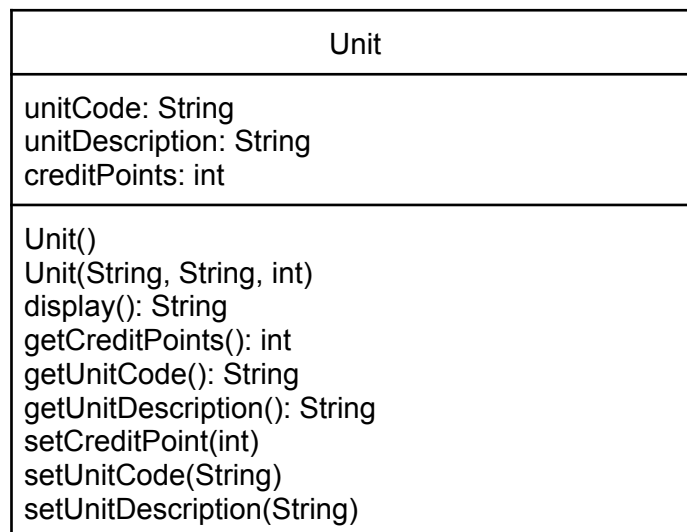 Unit
unitCode: String
unitDescription: String
creditPoints: int
Unit()
Unit(String, String, int)
display(): String
getCreditPoints(): int
getUnitCode(): String
getUnitDescription(): String
setCreditPoint(int)
setUnitCode(String)
setUnitDescription(String)